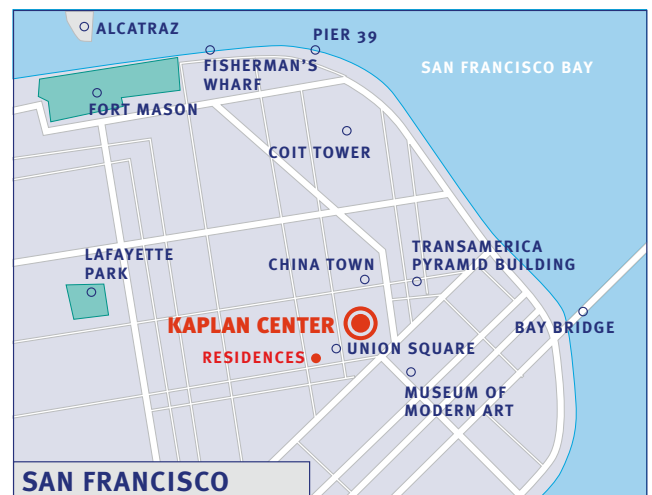 ALCATRAZ
PIER 39
FISHERMAN'S
WHARF
SAN FRANCISCO BAY
FORT MASON
COIT TOWER
LAFAYETTE
PARK
CHINA TOWN
TRANSAMERICA
PYRAMID BUILDING
KAPLAN CENTER
BAY BRIDGE
UNION SQUARE
RESIDENCES
MUSEUM OF
MODERN ART
SAN FRANCISCO